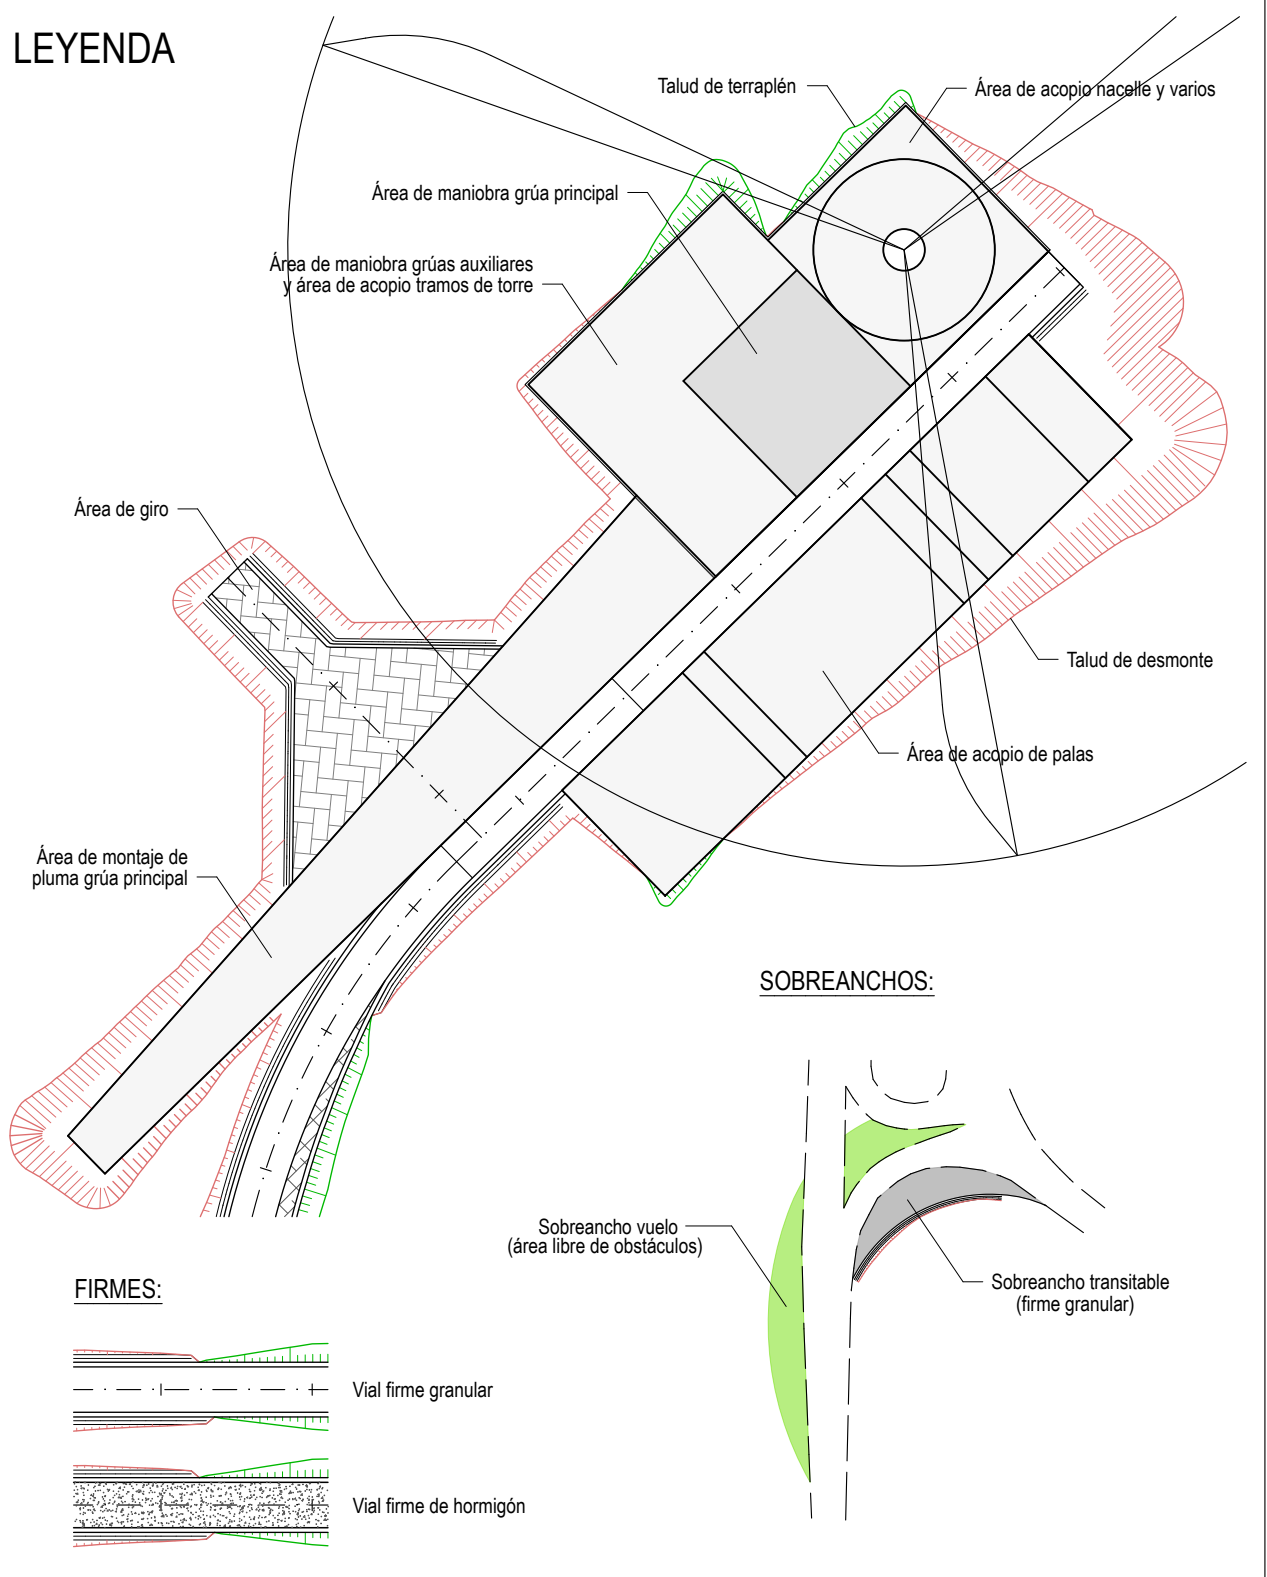 LEYENDA
Talud de terraplén
Área de acopio nacelle y varios
Área de maniobra grúa principal
Área de maniobra grúas auxiliares
y área de acopio tramos de torre
Área de giro
Talud de desmonte
Área de acopio de palas
Área de montaje de
pluma grúa principal
SOBREANCHOS:
Sobreancho vuelo
(área libre de obstáculos)
Sobreancho transitable
(firme granular)
FIRMES:
Vial firme granular
Vial firme de hormigón